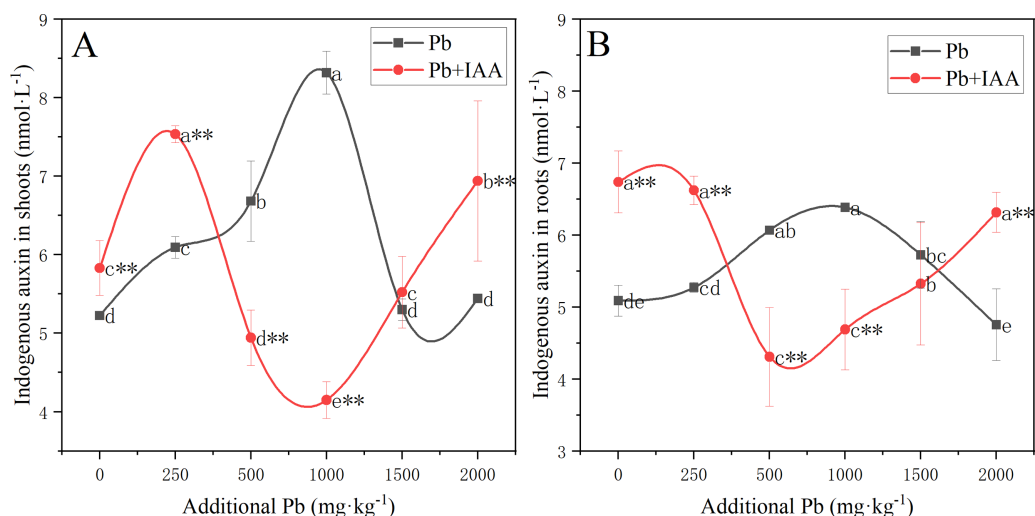 A
Pb
Pb+IAA
Indogenous auxin in shoots (nmol·L⁻¹)
9
8
7
6
5
4
a
a**
b
b**
c
c**
d**
c
d
d
d
e**
0 250 500 1000 1500 2000
Additional Pb (mg·kg⁻¹)
B
Pb
Pb+IAA
Indogenous auxin in roots (nmol·L⁻¹)
9
8
7
6
5
4
3
a**
a**
a
a**
ab
bc
b
cd
de
c**
c**
e
0 250 500 1000 1500 2000
Additional Pb (mg·kg⁻¹)